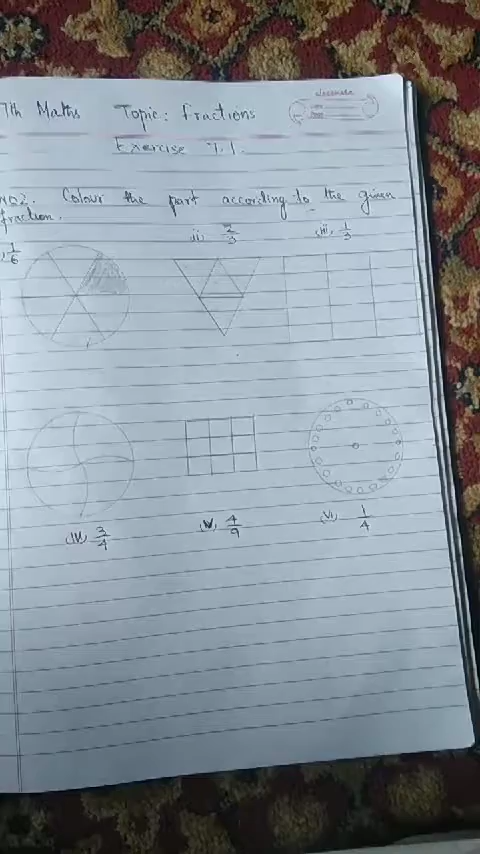 7th Maths Topic: fractions
Exercise 7.1.
NO2. Colour the part according to the given
fraction.
1/6 ii) 2/3 (iii) 1/3
(iv) 3/4 (v) 4/9 (vi) 1/4